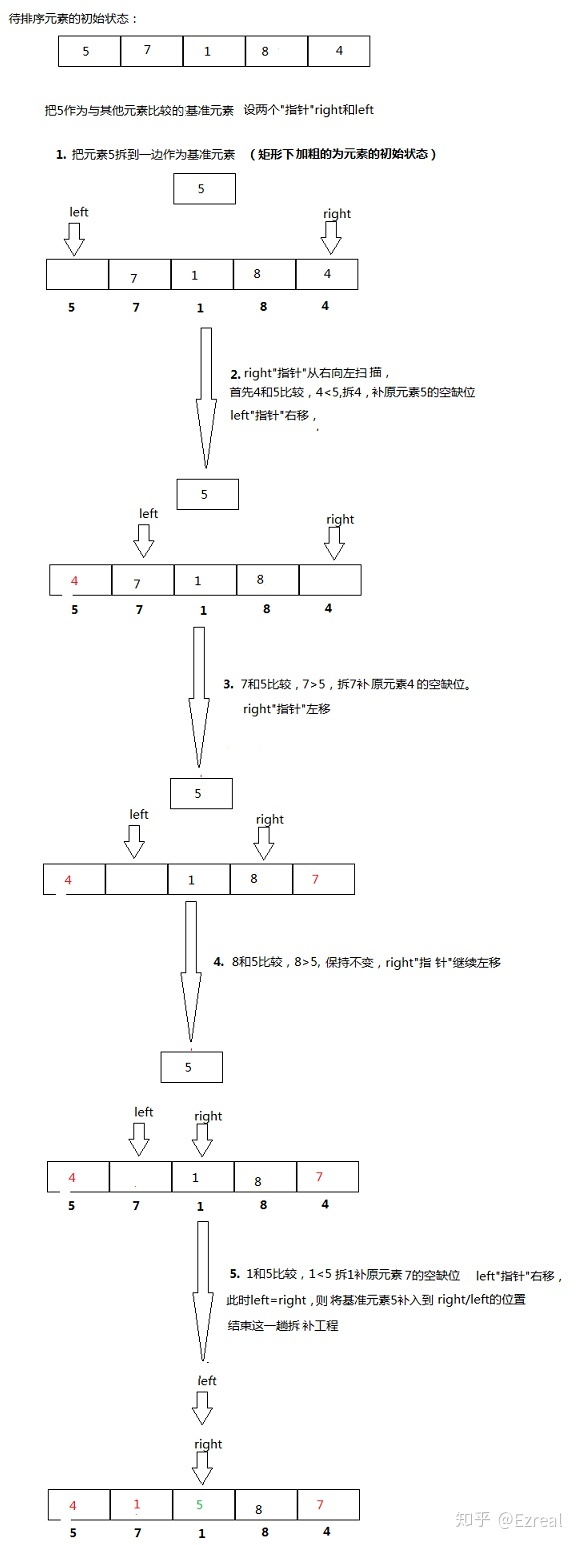 待排序元素的初始状态：
5 7 1 8 4
把5作为与其他元素比较的基准元素 设两个"指针"right和left
1. 把元素5拆到一边作为基准元素 （矩形下加粗的为元素的初始状态）
5
left right
7 1 8 4
5 7 1 8 4
2. right"指针"从右向左扫描，
首先4和5比较，4<5,拆4，补原元素5的空缺位
left"指针"右移，
5
left right
4 7 1 8
5 7 1 8 4
3. 7和5比较，7>5，拆7补原元素4的空缺位。
right"指针"左移
5
left right
4 1 8 7
4. 8和5比较，8>5, 保持不变，right"指针"继续左移
5
left right
4 1 8 7
5 7 1 8 4
5. 1和5比较，1<5 拆1补原元素7的空缺位 left"指针"右移，
此时left=right，则将基准元素5补入到right/left的位置
结束这一趟拆补工程
left
right
4 1 5 8 7
5 7 1 8 4
知乎 @Ezreal